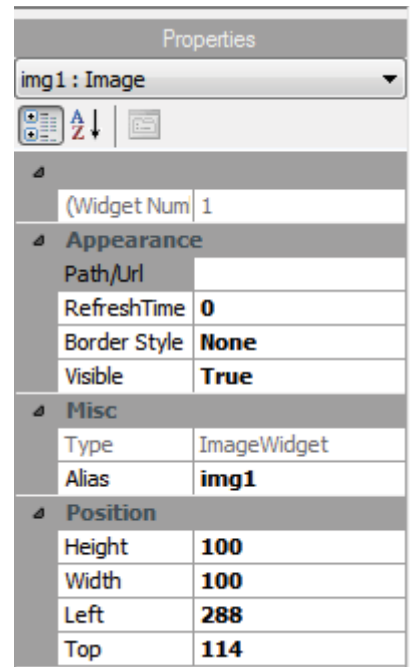 Properties
img1 : Image
A
Z
(Widget Num 1
Appearance
Path/Url
RefreshTime 0
Border Style None
Visible True
Misc
Type ImageWidget
Alias img1
Position
Height 100
Width 100
Left 288
Top 114